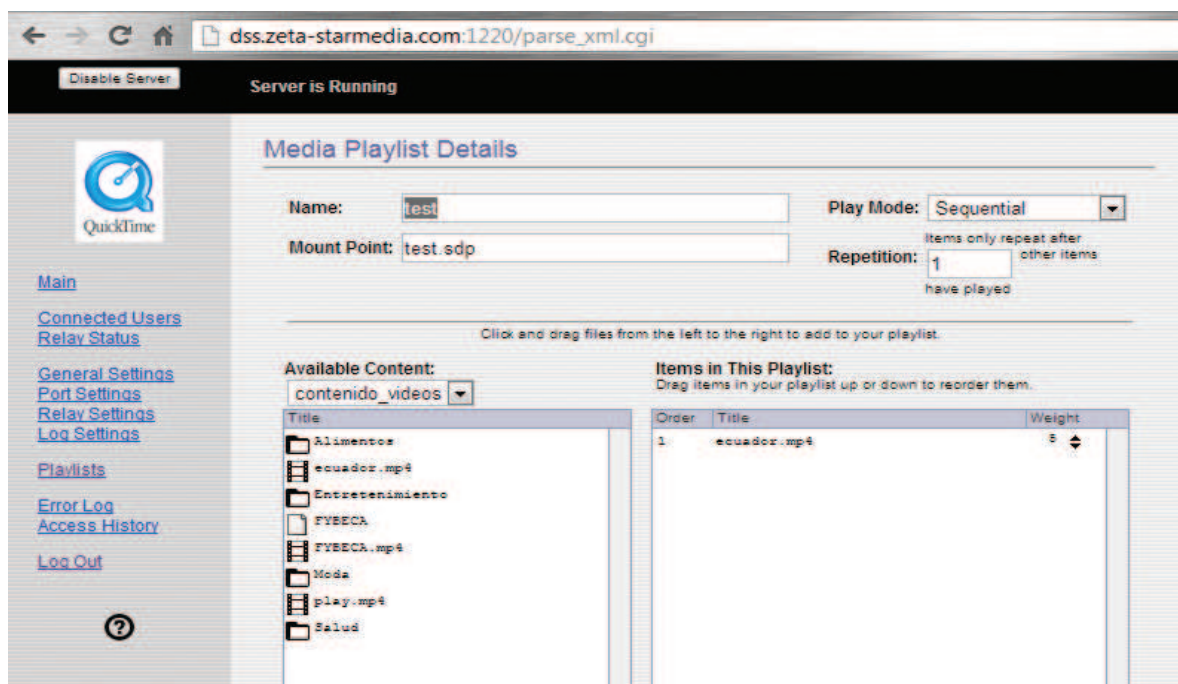 dss.zeta-starmedia.com:1220/parse_xml.cgi
Disable Server
Server is Running
QuickTime
Main
Connected Users
Relay Status
General Settings
Port Settings
Relay Settings
Log Settings
Playlists
Error Log
Access History
Log Out
?
Media Playlist Details
Name: test
Mount Point: test.sdp
Play Mode: Sequential
Items only repeat after
Repetition: 1 other items
have played
Click and drag files from the left to the right to add to your playlist.
Available Content:
contenido_videos
Title
Alimentos
ecuador.mp4
Entretenimiento
FYBECA
FYBECA.mp4
Moda
play.mp4
Salud
Items in This Playlist:
Drag items in your playlist up or down to reorder them.
Order Title Weight
1 ecuador.mp4 5